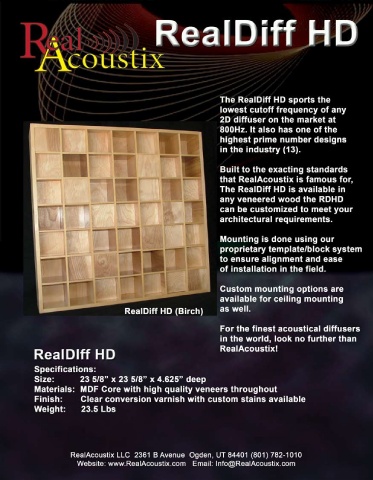 Real Acoustix
RealDiff HD
The RealDiff HD sports the
lowest cutoff frequency of any
2D diffuser on the market at
800Hz. It also has one of the
highest prime number designs
in the industry (13).
Built to the exacting standards
that RealAcoustix is famous for,
The RealDiff HD is available in
any veneered wood the RDHD
can be customized to meet your
architectural requirements.
Mounting is done using our
proprietary template/block system
to ensure alignment and ease
of installation in the field.
Custom mounting options are
available for ceiling mounting
as well.
For the finest acoustical diffusers
in the world, look no further than
RealAcoustix!
RealDiff HD (Birch)
RealDIff HD
Specifications:
Size: 23 5/8" x 23 5/8" x 4.625" deep
Materials: MDF Core with high quality veneers throughout
Finish: Clear conversion varnish with custom stains available
Weight: 23.5 Lbs
RealAcoustix LLC 2361 B Avenue Ogden, UT 84401 (801) 782-1010
Website: www.RealAcoustix.com Email: Info@RealAcoustix.com